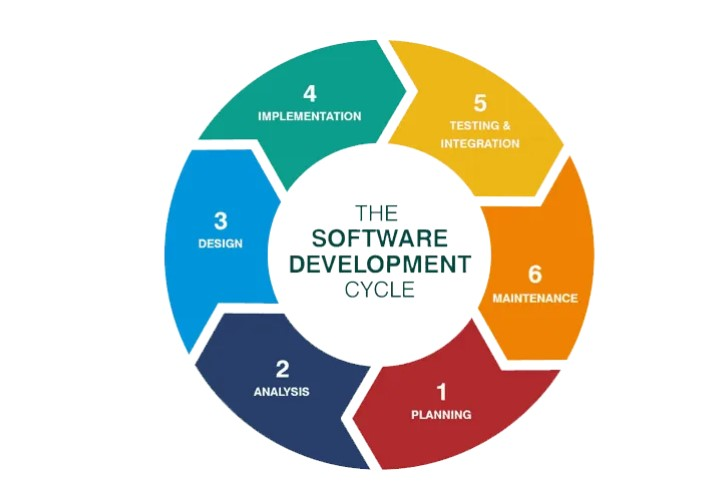 THE
SOFTWARE
DEVELOPMENT
CYCLE
1
PLANNING
2
ANALYSIS
3
DESIGN
4
IMPLEMENTATION
5
TESTING &
INTEGRATION
6
MAINTENANCE